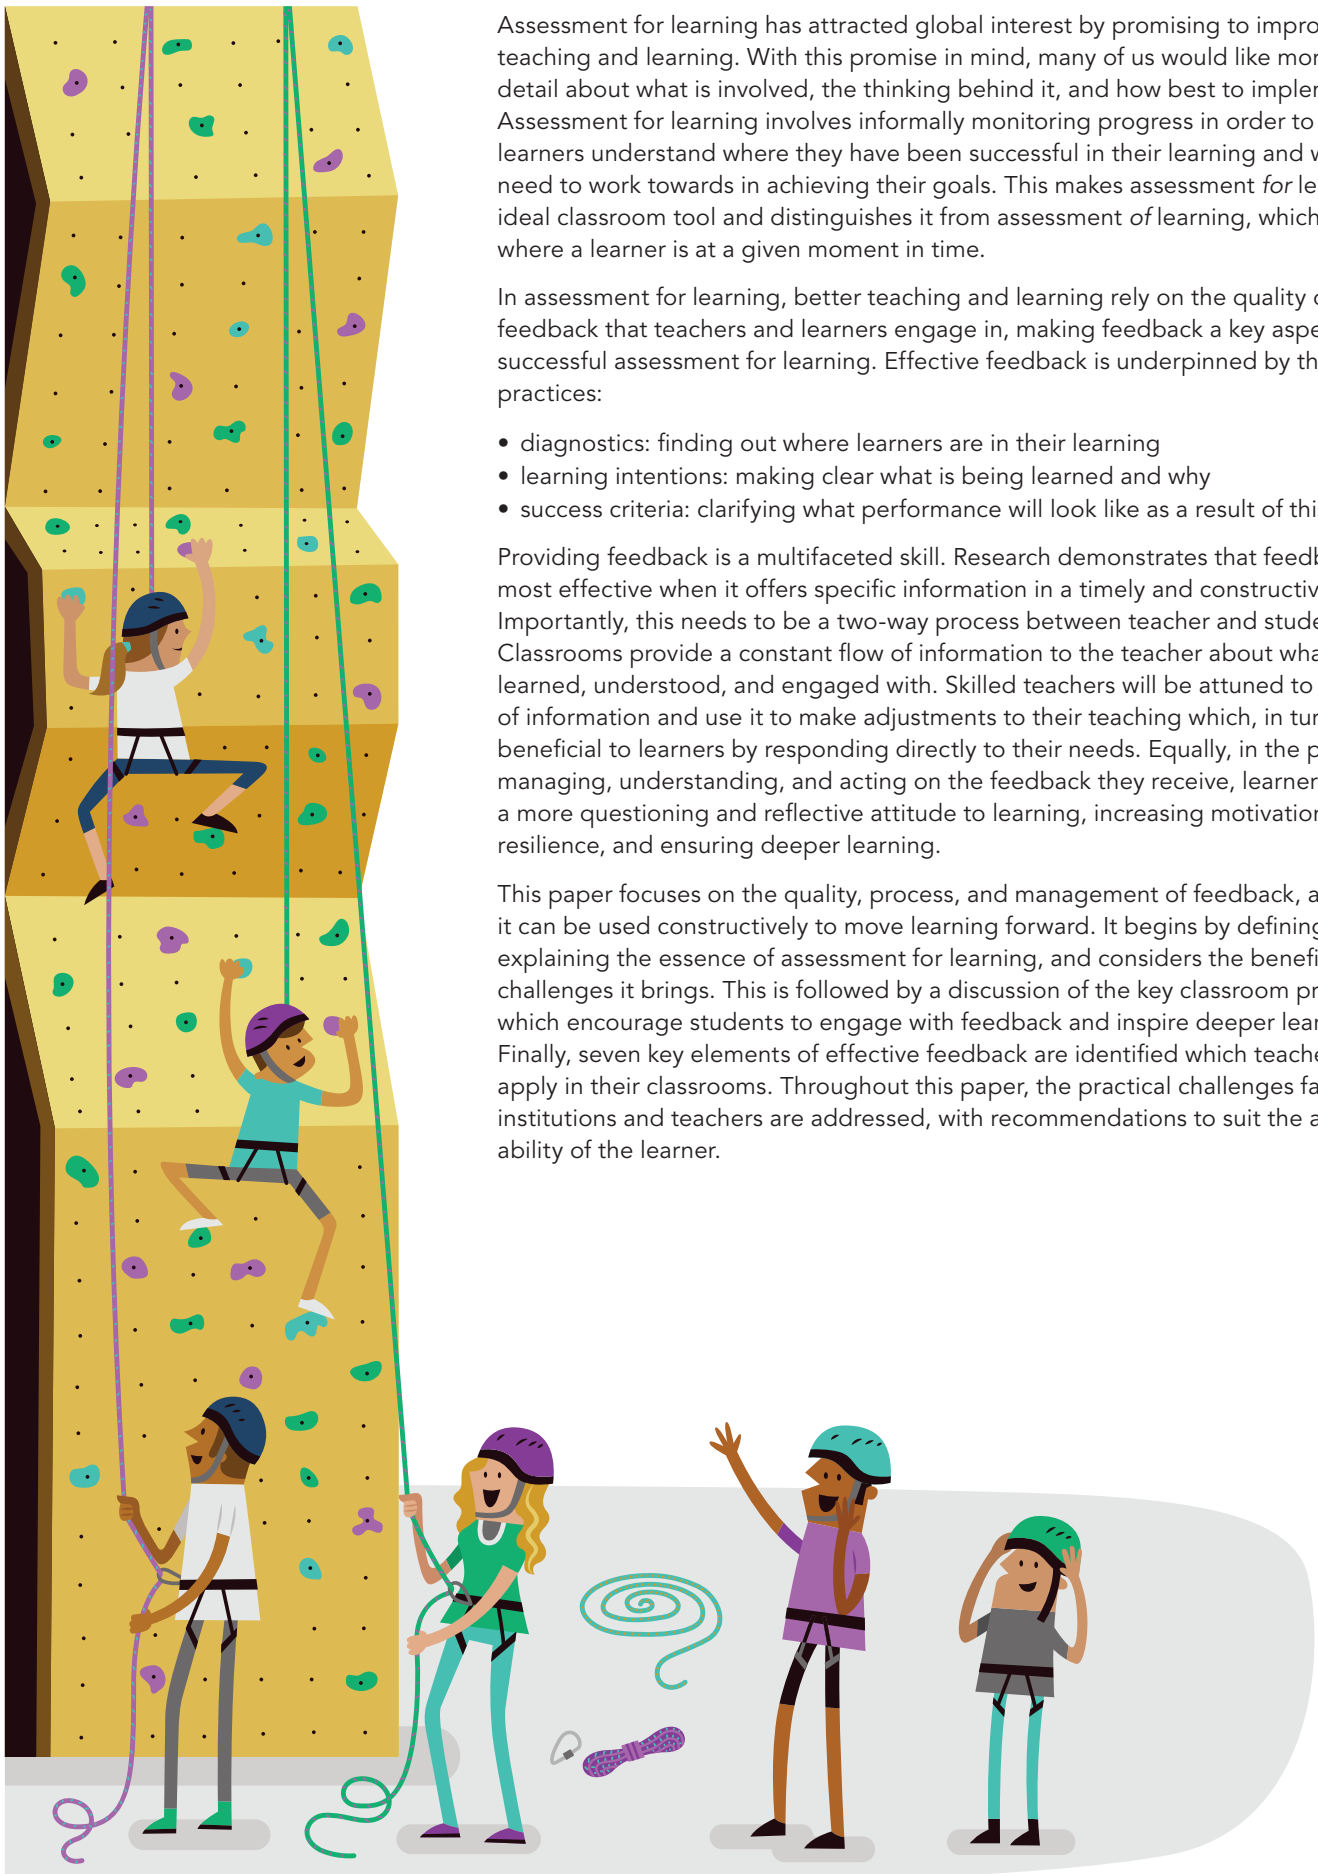 Assessment for learning has attracted global interest by promising to impro
teaching and learning. With this promise in mind, many of us would like mor
detail about what is involved, the thinking behind it, and how best to imple
Assessment for learning involves informally monitoring progress in order to
learners understand where they have been successful in their learning and
need to work towards in achieving their goals. This makes assessment for le
ideal classroom tool and distinguishes it from assessment of learning, which
where a learner is at a given moment in time.
In assessment for learning, better teaching and learning rely on the quality
feedback that teachers and learners engage in, making feedback a key aspe
successful assessment for learning. Effective feedback is underpinned by th
practices:
• diagnostics: finding out where learners are in their learning
• learning intentions: making clear what is being learned and why
• success criteria: clarifying what performance will look like as a result of thi
Providing feedback is a multifaceted skill. Research demonstrates that feedb
most effective when it offers specific information in a timely and constructiv
Importantly, this needs to be a two-way process between teacher and stude
Classrooms provide a constant flow of information to the teacher about wha
learned, understood, and engaged with. Skilled teachers will be attuned to
of information and use it to make adjustments to their teaching which, in tur
beneficial to learners by responding directly to their needs. Equally, in the p
managing, understanding, and acting on the feedback they receive, learner
a more questioning and reflective attitude to learning, increasing motivation
resilience, and ensuring deeper learning.
This paper focuses on the quality, process, and management of feedback, a
it can be used constructively to move learning forward. It begins by defining
explaining the essence of assessment for learning, and considers the benefi
challenges it brings. This is followed by a discussion of the key classroom pr
which encourage students to engage with feedback and inspire deeper lear
Finally, seven key elements of effective feedback are identified which teache
apply in their classrooms. Throughout this paper, the practical challenges fa
institutions and teachers are addressed, with recommendations to suit the a
ability of the learner.